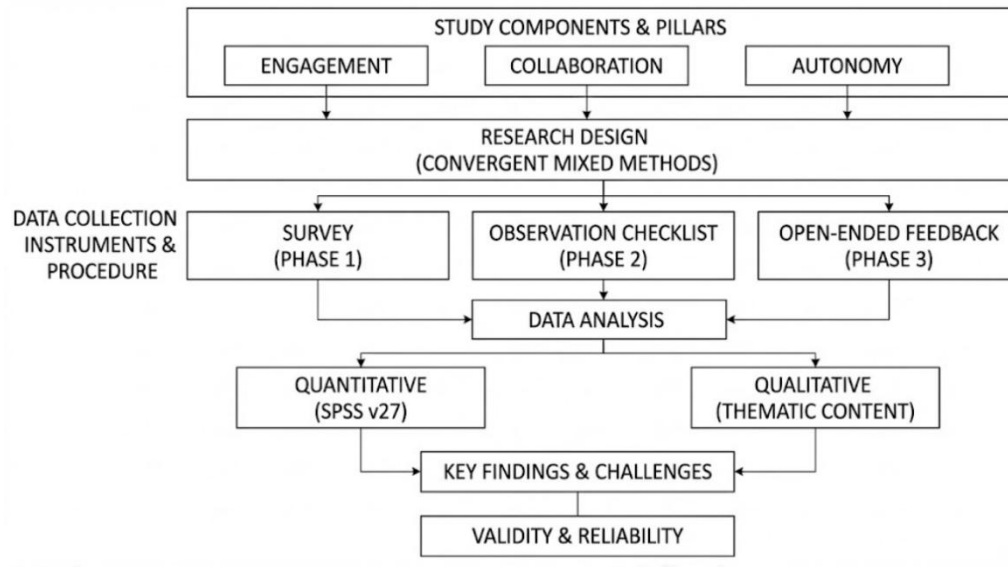 STUDY COMPONENTS & PILLARS
ENGAGEMENT
COLLABORATION
AUTONOMY
RESEARCH DESIGN
(CONVERGENT MIXED METHODS)
DATA COLLECTION
INSTRUMENTS &
PROCEDURE
SURVEY
(PHASE 1)
OBSERVATION CHECKLIST
(PHASE 2)
OPEN-ENDED FEEDBACK
(PHASE 3)
DATA ANALYSIS
QUANTITATIVE
(SPSS v27)
QUALITATIVE
(THEMATIC CONTENT)
KEY FINDINGS & CHALLENGES
VALIDITY & RELIABILITY